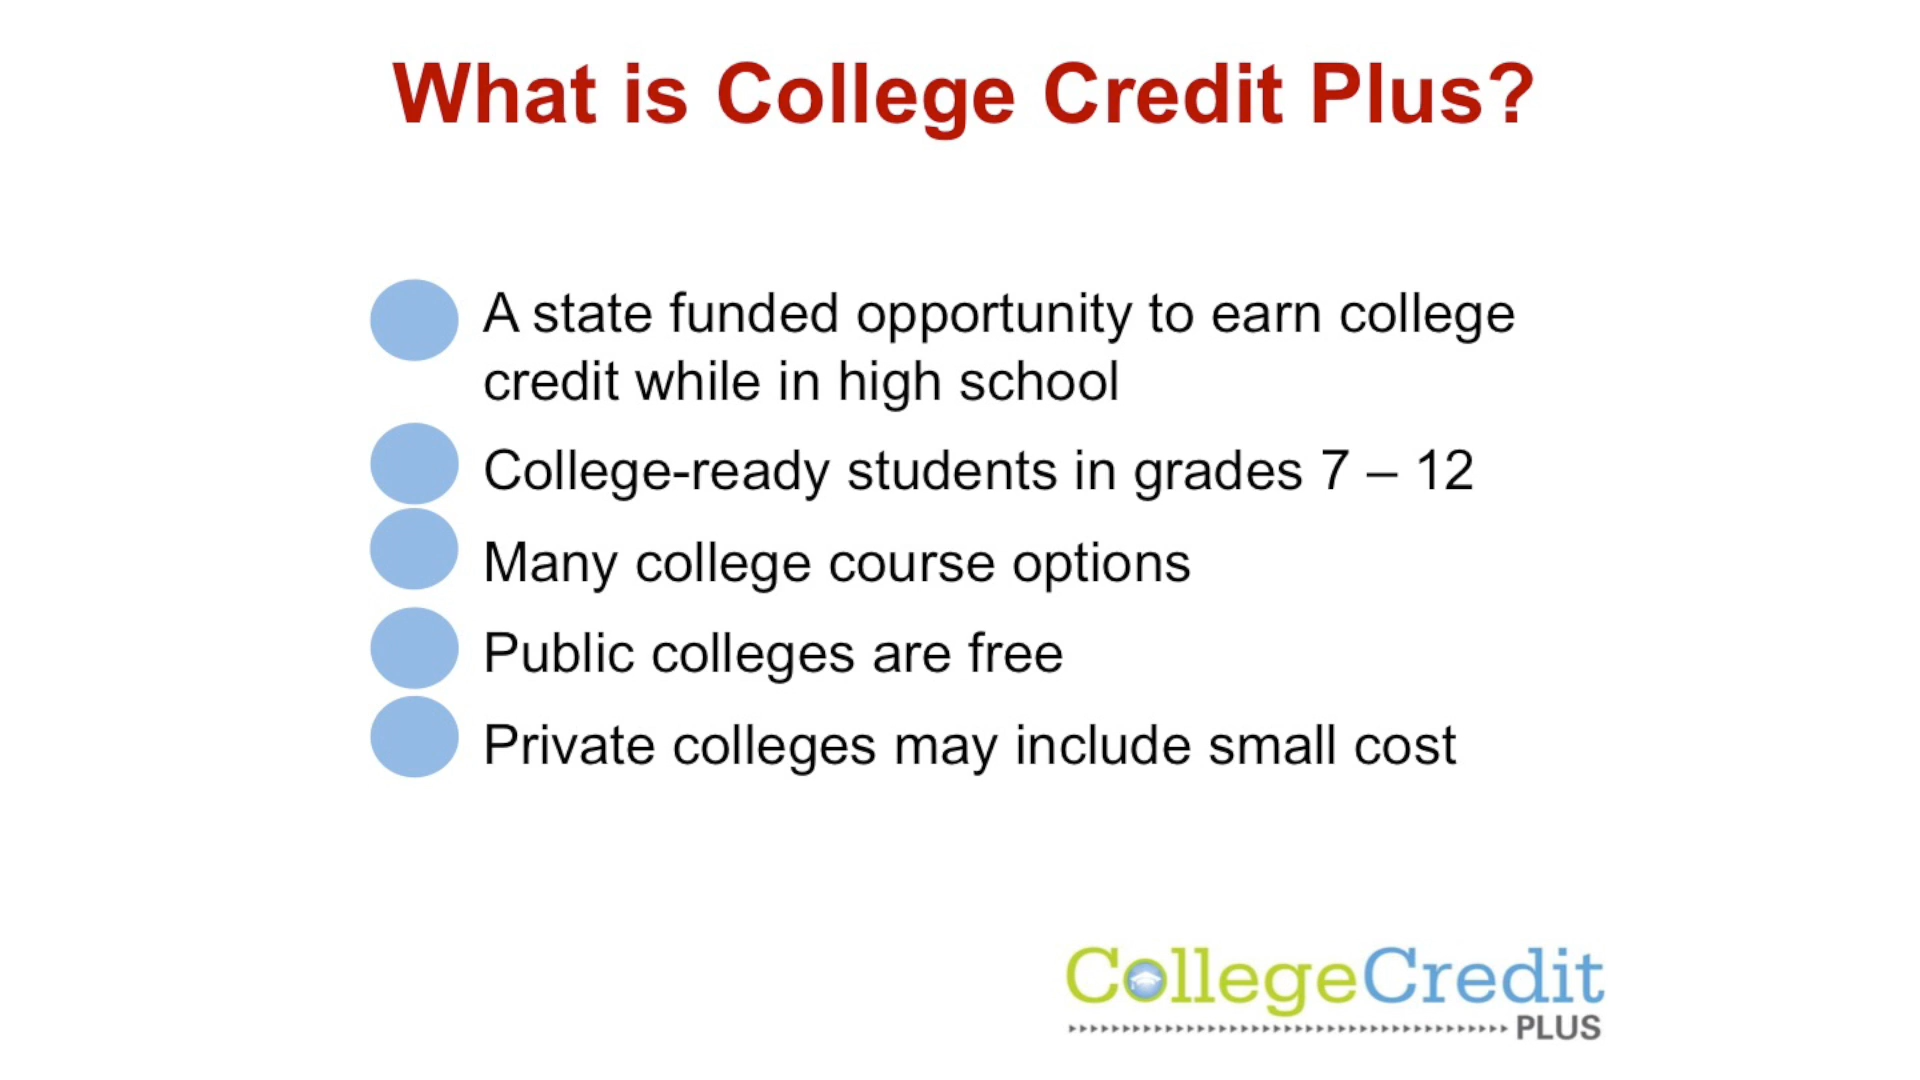 What is College Credit Plus?
A state funded opportunity to earn college
credit while in high school
College-ready students in grades 7 – 12
Many college course options
Public colleges are free
Private colleges may include small cost
CollegeCredit
PLUS